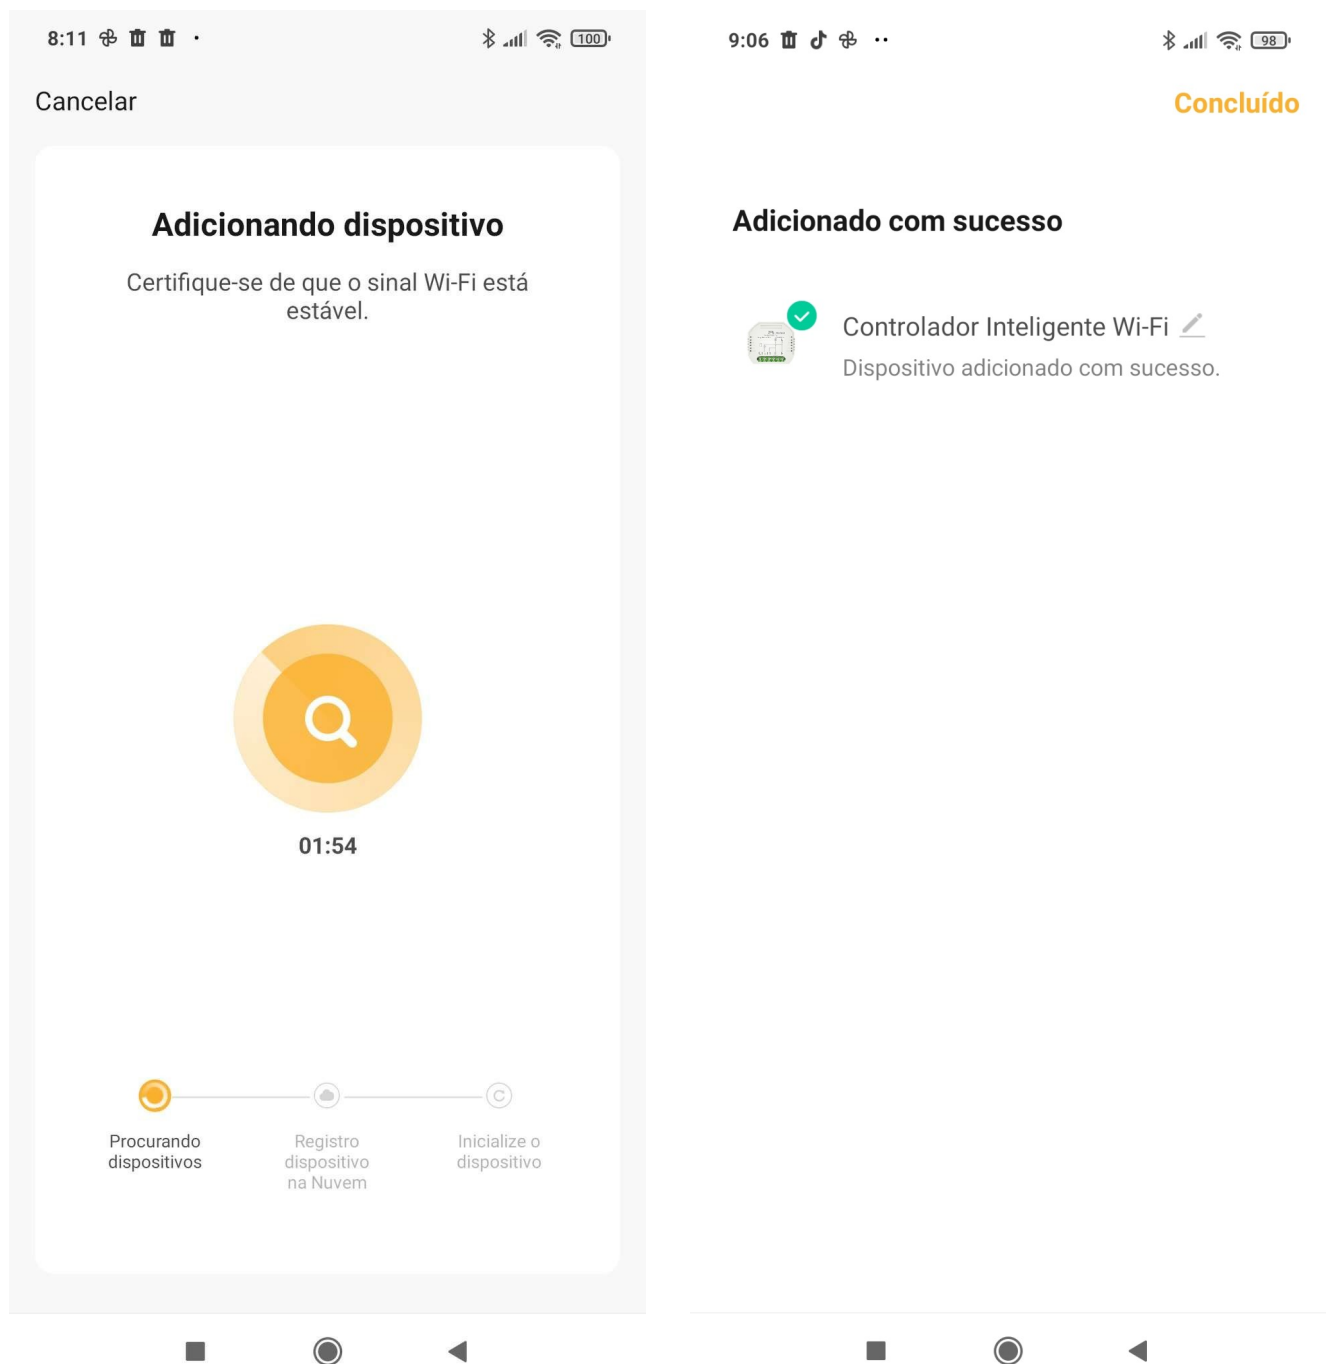 8:11
100
Cancelar
Adicionando dispositivo
Certifique-se de que o sinal Wi-Fi está
estável.
01:54
Procurando
dispositivos
Registro
dispositivo
na Nuvem
Inicialize o
dispositivo
9:06
98
Concluído
Adicionado com sucesso
Controlador Inteligente Wi-Fi
Dispositivo adicionado com sucesso.